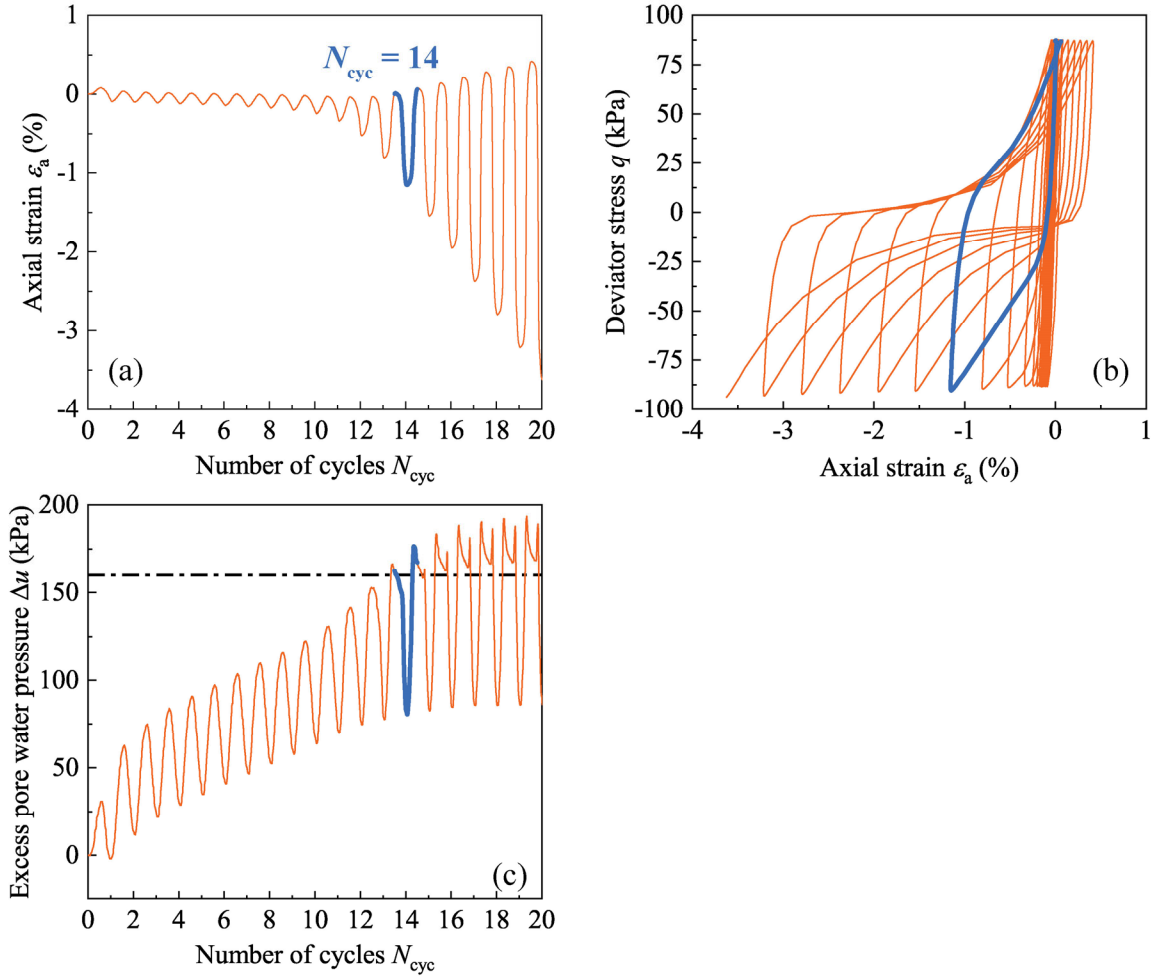 1
0
-1
-2
-3
-4
Axial strain εa (%)
Ncyc = 14
(a)
0 2 4 6 8 10 12 14 16 18 20
Number of cycles Ncyc
100
75
50
25
0
-25
-50
-75
-100
Deviator stress q (kPa)
(b)
-4 -3 -2 -1 0 1
Axial strain εa (%)
200
150
100
50
0
Excess pore water pressure Δu (kPa)
(c)
0 2 4 6 8 10 12 14 16 18 20
Number of cycles Ncyc